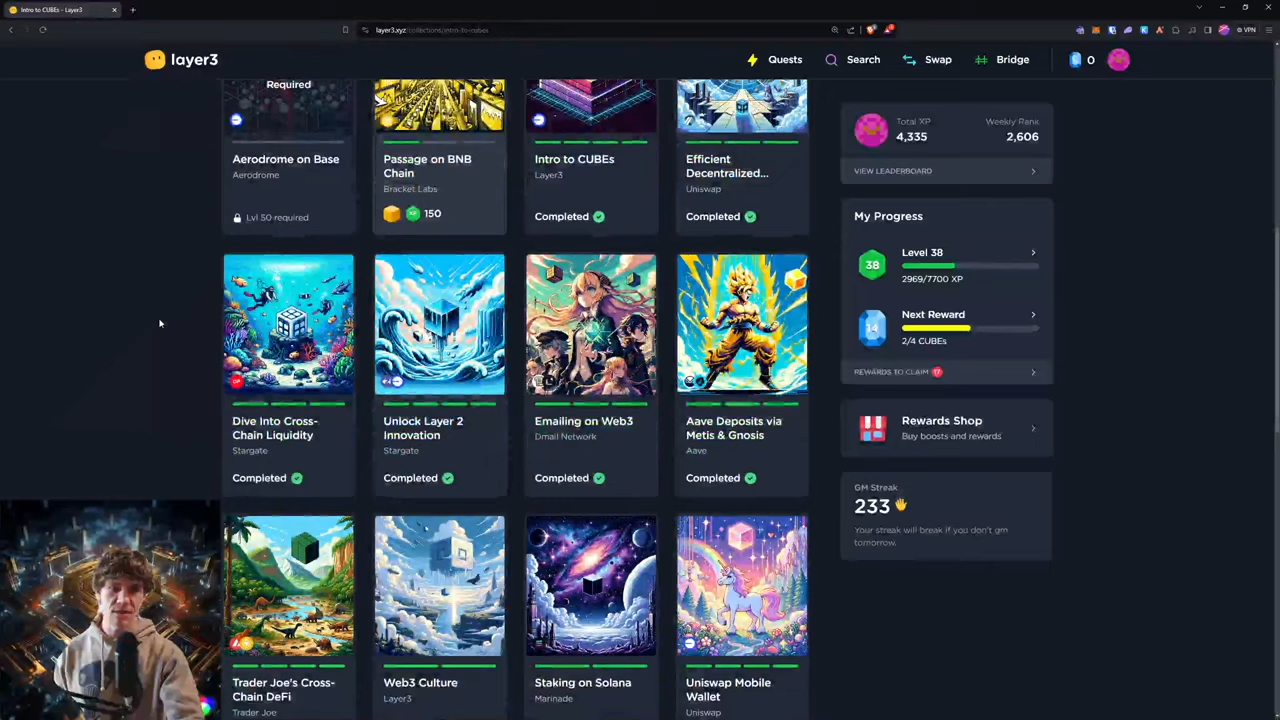 Intro to CUBEs - Layer3
layer3.xyz/collections/intro-to-cubes
VPN
layer3
Quests
Search
Swap
Bridge
0
Required
Aerodrome on Base
Aerodrome
Lvl 50 required
Passage on BNB
Chain
Bracket Labs
XP 150
Intro to CUBEs
Layer3
Completed
Efficient
Decentralized...
Uniswap
Completed
Total XP
4,335
Weekly Rank
2,606
VIEW LEADERBOARD
My Progress
38
Level 38
2969/7700 XP
14
Next Reward
2/4 CUBEs
REWARDS TO CLAIM 17
Rewards Shop
Buy boosts and rewards
GM Streak
233
Your streak will break if you don't gm
tomorrow.
OP
Dive Into Cross-
Chain Liquidity
Stargate
Completed
Unlock Layer 2
Innovation
Stargate
Completed
Emailing on Web3
Dmail Network
Completed
Aave Deposits via
Metis & Gnosis
Aave
Completed
Trader Joe's Cross-
Chain DeFi
Trader Joe
Web3 Culture
Layer3
Staking on Solana
Marinade
Uniswap Mobile
Wallet
Uniswap